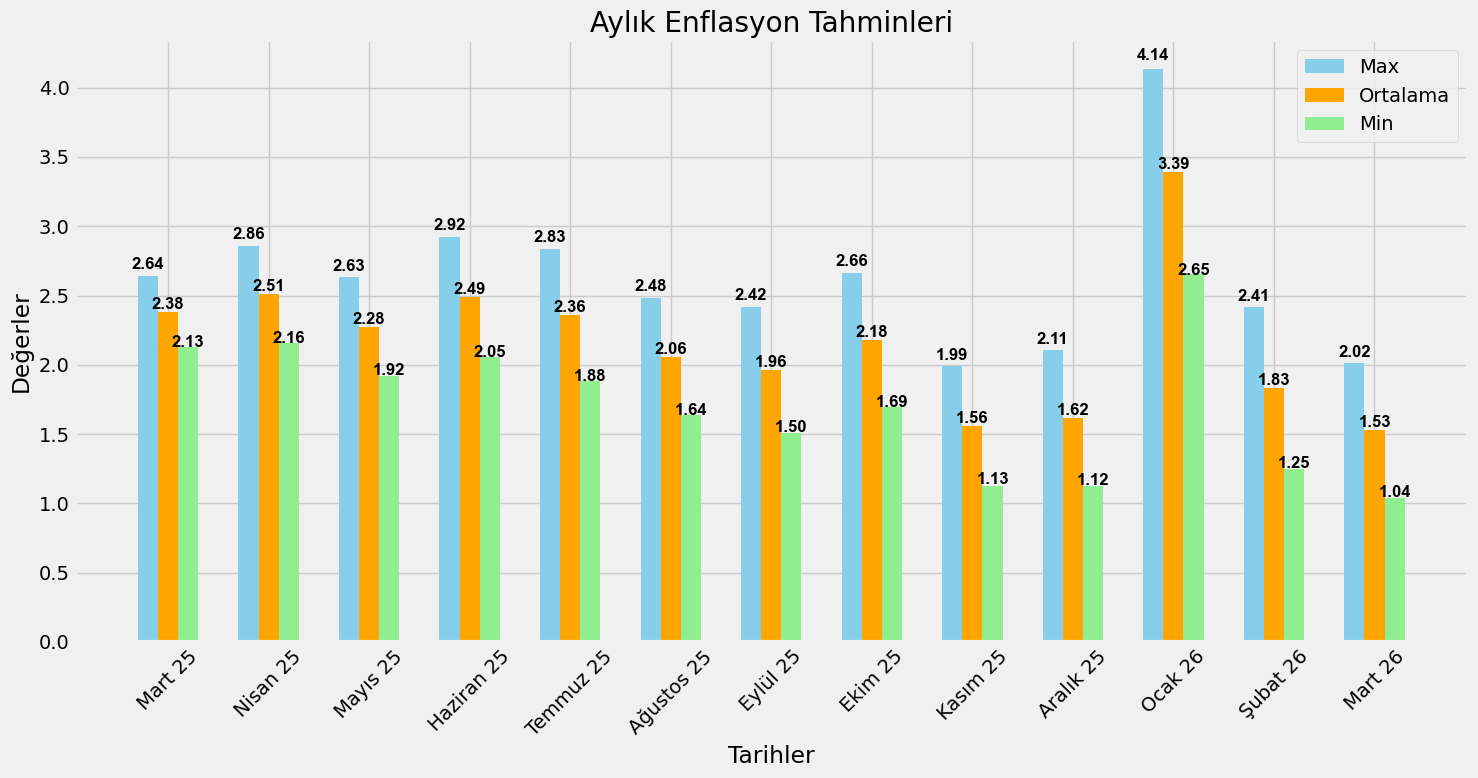 Aylık Enflasyon Tahminleri
Max
Ortalama
Min
Değerler
4.0
3.5
3.0
2.5
2.0
1.5
1.0
0.5
0.0
2.64
2.38
2.13
2.86
2.51
2.16
2.63
2.28
1.92
2.92
2.49
2.05
2.83
2.36
1.88
2.48
2.06
1.64
2.42
1.96
1.50
2.66
2.18
1.69
1.99
1.56
1.13
2.11
1.62
1.12
4.14
3.39
2.65
2.41
1.83
1.25
2.02
1.53
1.04
Mart 25
Nisan 25
Mayıs 25
Haziran 25
Temmuz 25
Ağustos 25
Eylül 25
Ekim 25
Kasım 25
Aralık 25
Ocak 26
Şubat 26
Mart 26
Tarihler